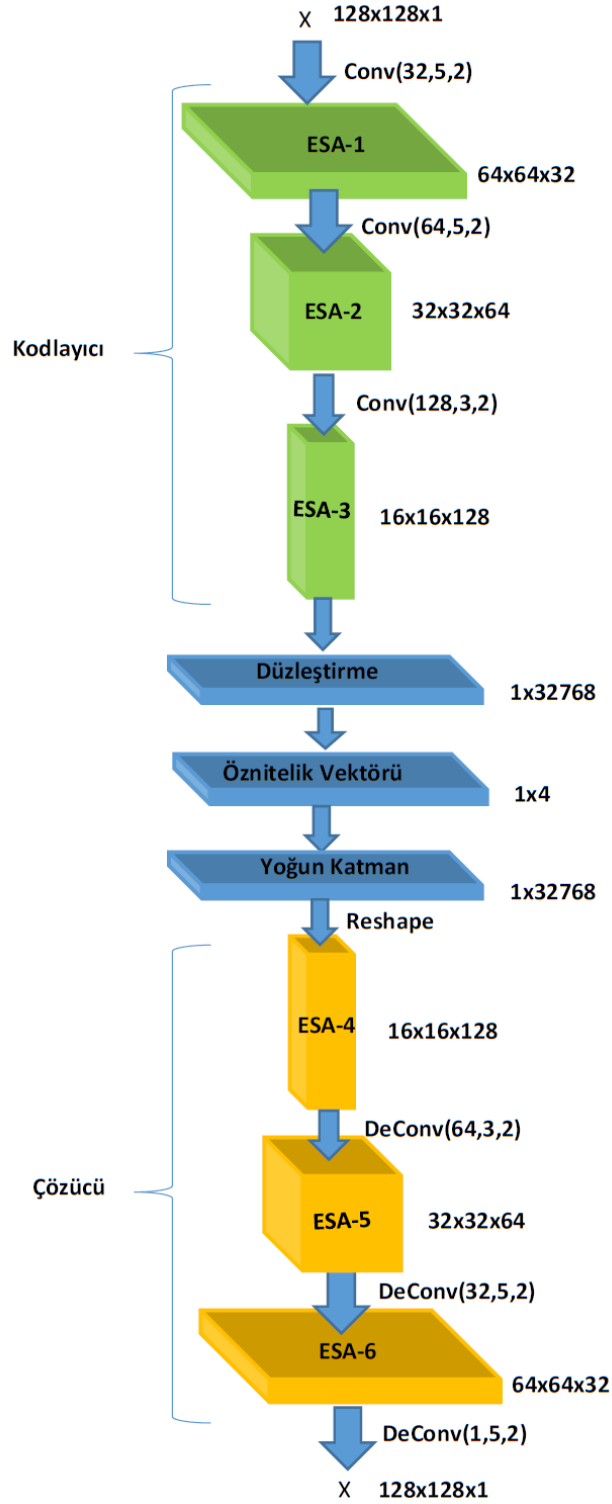 X 128x128x1
Conv(32,5,2)
ESA-1
64x64x32
Conv(64,5,2)
ESA-2
32x32x64
Kodlayıcı
Conv(128,3,2)
ESA-3
16x16x128
Düzleştirme
1x32768
Öznitelik Vektörü
1x4
Yoğun Katman
1x32768
Reshape
ESA-4
16x16x128
DeConv(64,3,2)
Çözücü
ESA-5
32x32x64
DeConv(32,5,2)
ESA-6
64x64x32
DeConv(1,5,2)
X 128x128x1